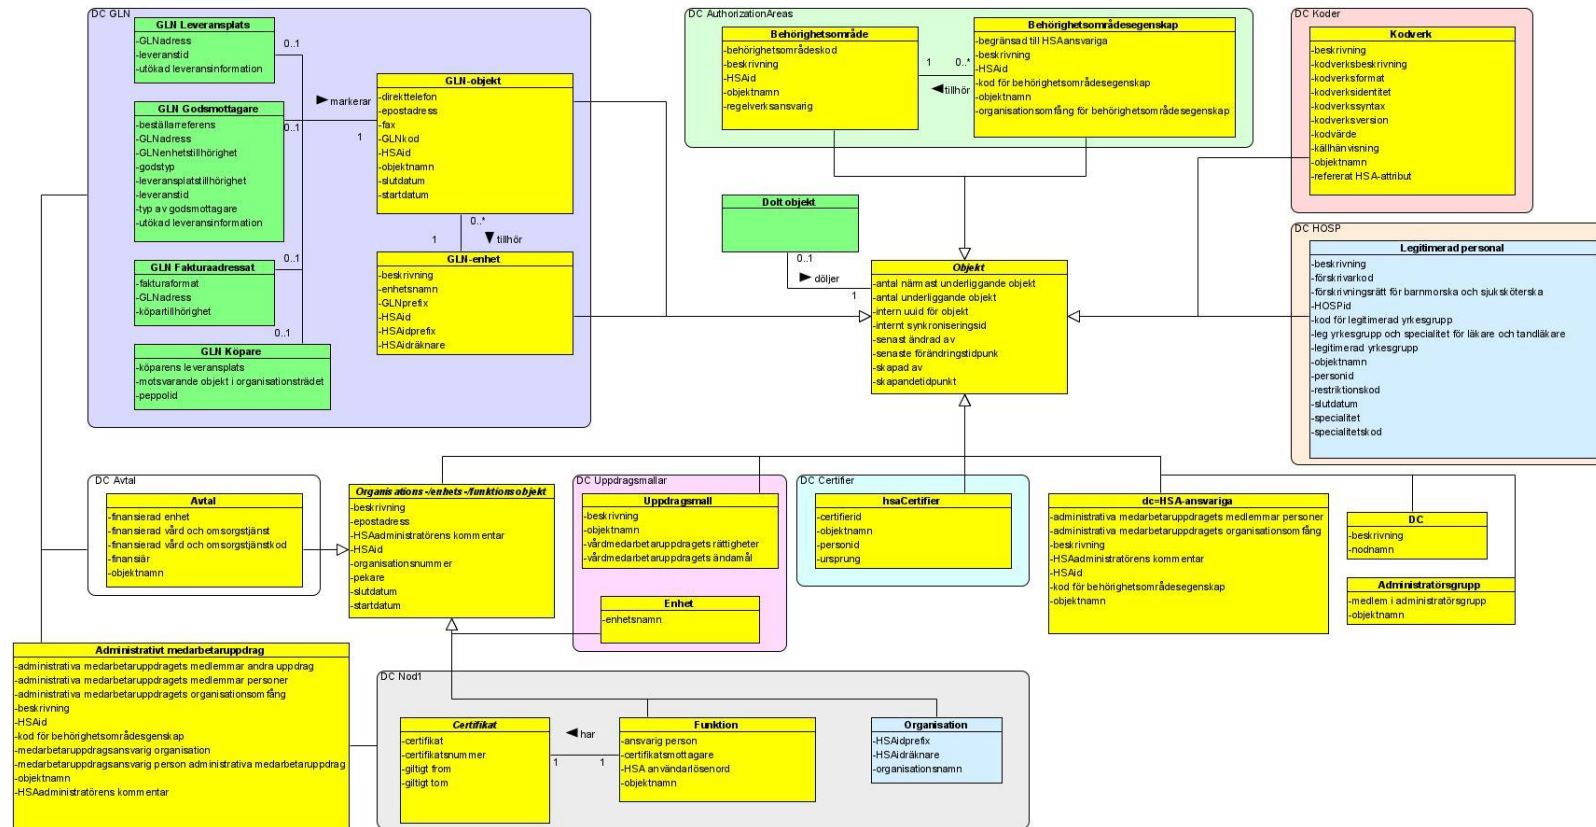 DC GLN
GLN Leveransplats
-GLNadress
-leveranstid
-utökad leveransinformation
0..1
GLN Godsmottagare
-beställarreferens
-GLNadress
-GLNenhetstillhörighet
-godstyp
-leveransplatstillhörighet
-leveranstid
-typ av godsmottagare
-utökad leveransinformation
0..1
markerar
1
GLN Fakturaadressat
-fakturaformat
-GLNadress
-köpartillhörighet
0..1
GLN Köpare
-köparens leveransplats
-motsvarande objekt i organisationsträdet
-peppolid
0..1
GLN-objekt
-direkttelefon
-epostadress
-fax
-GLNkod
-HSAid
-objektnamn
-slutdatum
-startdatum
0..*
1
tillhör
GLN-enhet
-beskrivning
-enhetsnamn
-GLNprefix
-HSAid
-HSAidprefix
-HSAidräknare
DC AuthorizationAreas
Behörighetsområde
-behörighetsområdeskod
-beskrivning
-HSAid
-objektnamn
-regelverksansvarig
1
0..*
tillhör
Behörighetsområdesegenskap
-begränsad till HSAansvariga
-beskrivning
-HSAid
-kod för behörighetsområdesegenskap
-objektnamn
-organisationsomfång för behörighetsområdesegenskap
DC Koder
Kodverk
-beskrivning
-kodverksbeskrivning
-kodverksformat
-kodverksidentitet
-kodverkssyntax
-kodverksversion
-kodvärde
-källhänvisning
-objektnamn
-refererat HSA-attribut
Dolt objekt
0..1
döljer
1
Objekt
-antal närmast underliggande objekt
-antal underliggande objekt
-intern uuid för objekt
-internt synkroniseringsid
-senast ändrad av
-senaste förändringstidpunk
-skapad av
-skapandetidpunkt
DC HOSP
Legitimerad personal
-beskrivning
-förskrivarkod
-förskrivningsrätt för barnmorska och sjuksköterska
-HOSPid
-kod för legitimerad yrkesgrupp
-leg yrkesgrupp och specialitet för läkare och tandläkare
-legitimerad yrkesgrupp
-objektnamn
-personid
-restriktionskod
-slutdatum
-specialitet
-specialitetskod
DC Avtal
Avtal
-finansierad enhet
-finansierad vård och omsorgstjänst
-finansierad vård och omsorgstjänstkod
-finansiär
-objektnamn
Organisations-/enhets-/funktionsobjekt
-beskrivning
-epostadress
-HSAadministratörens kommentar
-HSAid
-organisationsnummer
-pekare
-slutdatum
-startdatum
DC Uppdragsmallar
Uppdragsmall
-beskrivning
-objektnamn
-vårdmedarbetaruppdragets rättigheter
-vårdmedarbetaruppdragets ändamål
Enhet
-enhetsnamn
DC Certifier
hsaCertifier
-certifierid
-objektnamn
-personid
-ursprung
dc=HSA-ansvariga
-administrativa medarbetaruppdragets medlemmar personer
-administrativa medarbetaruppdragets organisationsomfång
-beskrivning
-HSAadministratörens kommentar
-HSAid
-kod för behörighetsområdesegenskap
-objektnamn
DC
-beskrivning
-nodnamn
Administratörsgrupp
-medlem i administratörsgrupp
-objektnamn
Administrativt medarbetaruppdrag
-administrativa medarbetaruppdragets medlemmar andra uppdrag
-administrativa medarbetaruppdragets medlemmar personer
-administrativa medarbetaruppdragets organisationsomfång
-beskrivning
-HSAid
-kod för behörighetsområdesgenskap
-medarbetaruppdragsansvarig organisation
-medarbetaruppdragsansvarig person administrativa medarbetaruppdrag
-objektnamn
-HSAadministratörens kommentar
DC Nod1
Certifikat
-certifikat
-certifikatsnummer
-giltigt from
-giltigt tom
har
1
1
Funktion
-ansvarig person
-certifikatsmottagare
-HSA användarlösenord
-objektnamn
Organisation
-HSAidprefix
-HSAidräknare
-organisationsnamn